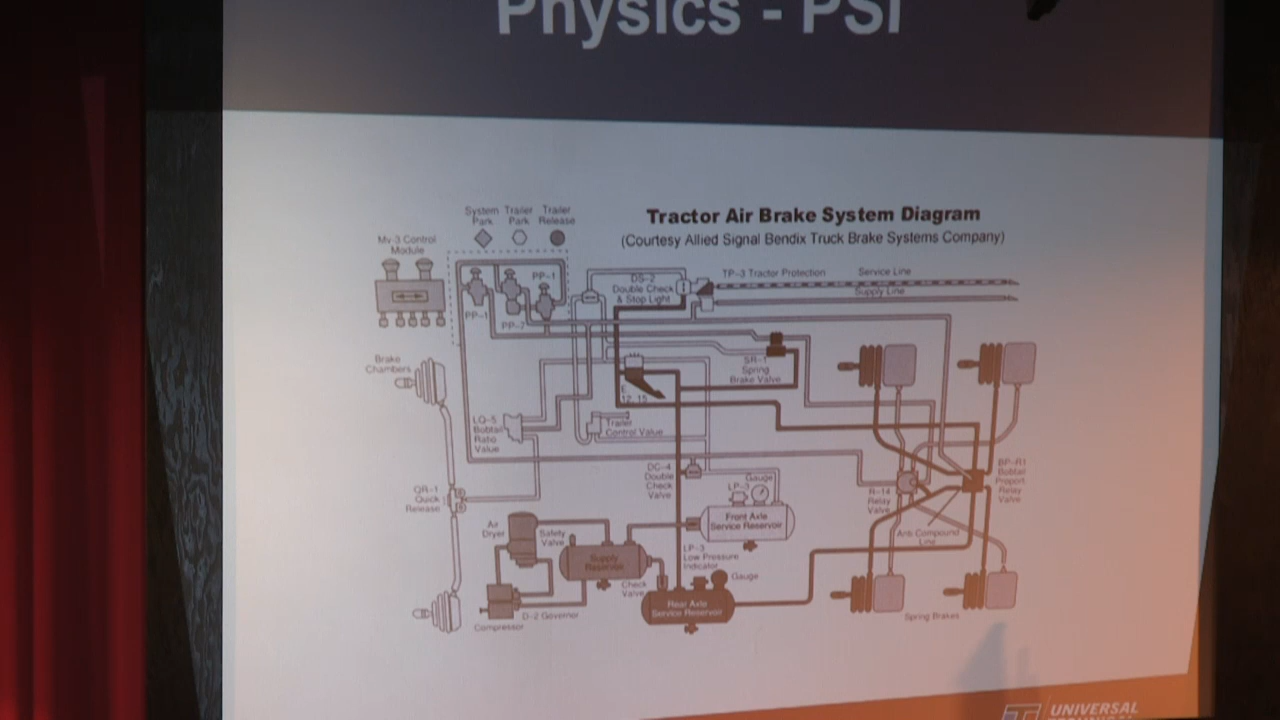 Physics - PSI
Tractor Air Brake System Diagram
(Courtesy Allied Signal Bendix Truck Brake Systems Company)
System
Park
Trailer
Park
Trailer
Release
Mv-3 Control
Module
PP-1
PP-1
PP-7
DS-2
Double Check
& Stop Light
TP-3 Tractor Protection
Service Line
Supply Line
SR-1
Spring
Brake Valve
Brake
Chambers
E
12, 15
LQ-5
Bobtail
Ratio
Valve
Trailer
Control Valve
DC-4
Double
Check
Valve
LP-3
Gauge
Front Axle
Service Reservoir
R-14
Relay
Valve
BP-R1
Bobtail
Proport.
Relay
Valve
Anti Compound
Line
QR-1
Quick
Release
Air
Dryer
Safety
Valve
Supply
Reservoir
LP-3
Low Pressure
Indicator
Gauge
Check
Valve
Rear Axle
Service Reservoir
D-2 Governor
Compressor
Spring Brakes
UNIVERSAL